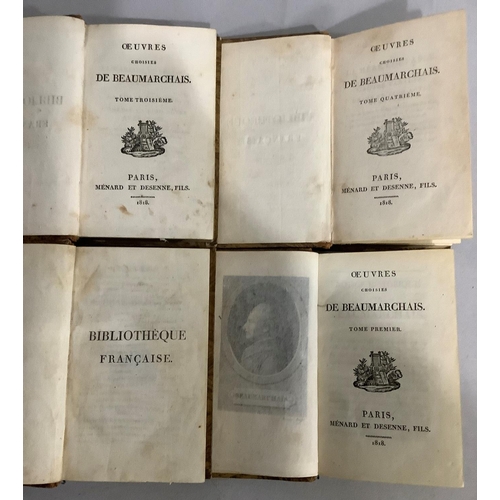 ŒUVRES
CHOISIES
DE BEAUMARCHAIS.
TOME TROISIÈME.
PARIS,
MÉNARD ET DESENNE, FILS.
1818.
ŒUVRES
CHOISIES
DE BEAUMARCHAIS.
TOME QUATRIÈME.
PARIS,
MÉNARD ET DESENNE, FILS.
1818.
BIBLIOTHÉQUE
FRANÇAISE.
ŒUVRES
CHOISIES
DE BEAUMARCHAIS.
TOME PREMIER.
PARIS,
MÉNARD ET DESENNE, FILS.
1818.